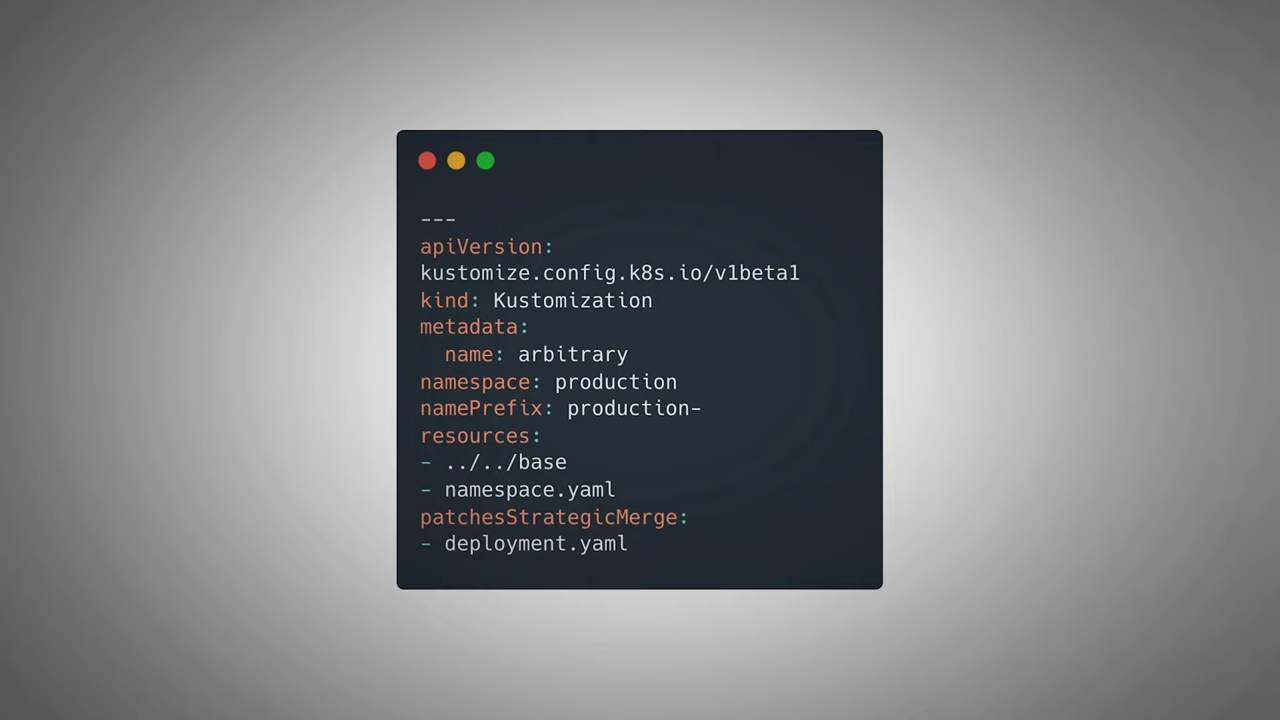 ---
apiVersion:
kustomize.config.k8s.io/v1beta1
kind: Kustomization
metadata:
  name: arbitrary
namespace: production
namePrefix: production-
resources:
- ../../base
- namespace.yaml
patchesStrategicMerge:
- deployment.yaml